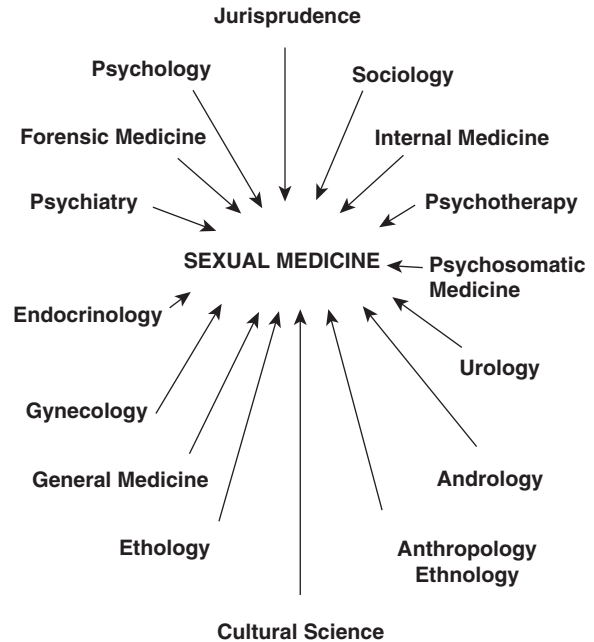 Jurisprudence
Psychology
Sociology
Forensic Medicine
Internal Medicine
Psychiatry
Psychotherapy
SEXUAL MEDICINE
Psychosomatic
Medicine
Endocrinology
Urology
Gynecology
General Medicine
Andrology
Ethology
Anthropology
Ethnology
Cultural Science